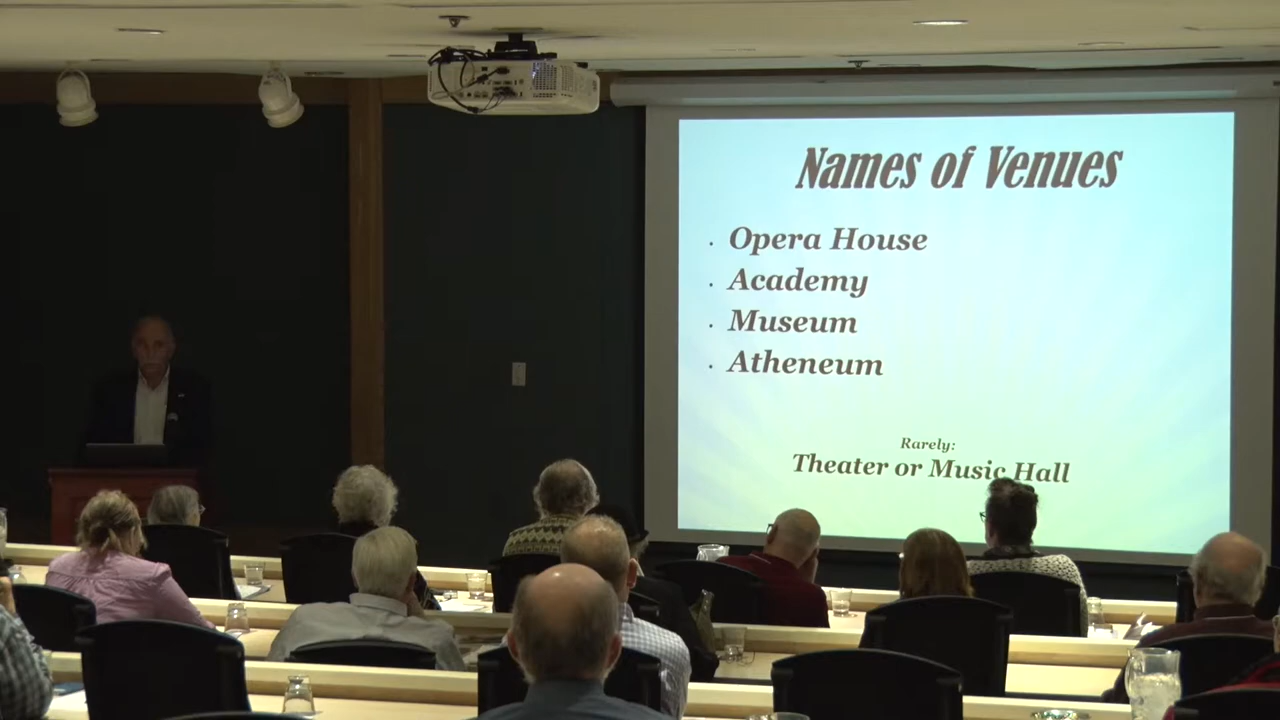 Names of Venues
· Opera House
· Academy
· Museum
· Atheneum
Rarely:
Theater or Music Hall